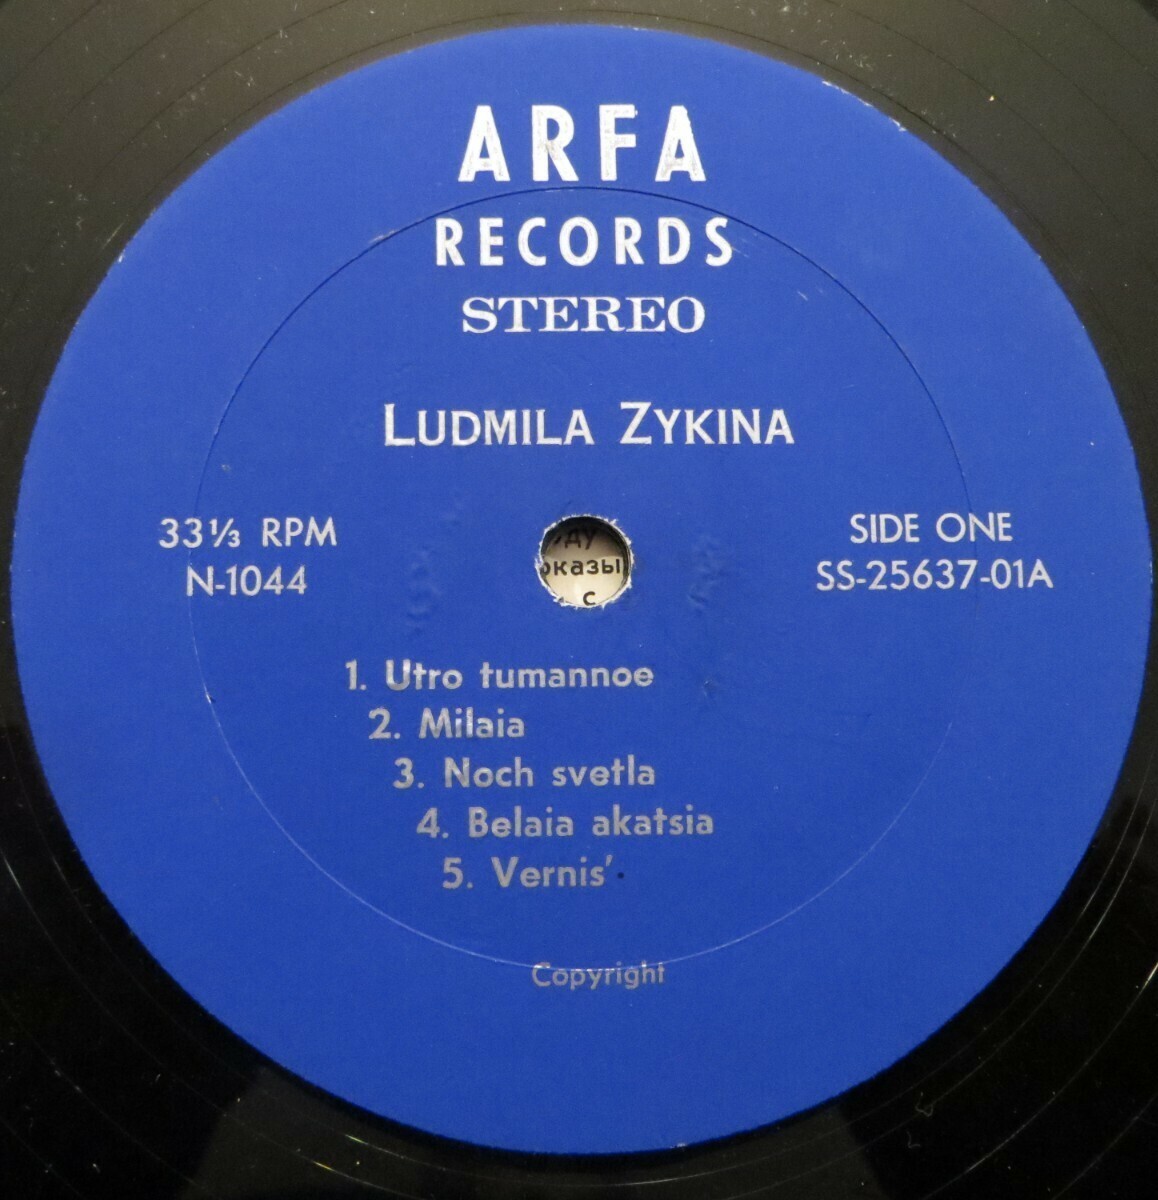 ARFA
RECORDS
STEREO
LUDMILA ZYKINA
33⅓ RPM
N-1044
SIDE ONE
SS-25637-01A
1. Utro tumannoe
2. Milaia
3. Noch svetla
4. Belaia akatsia
5. Vernis'
Copyright
с